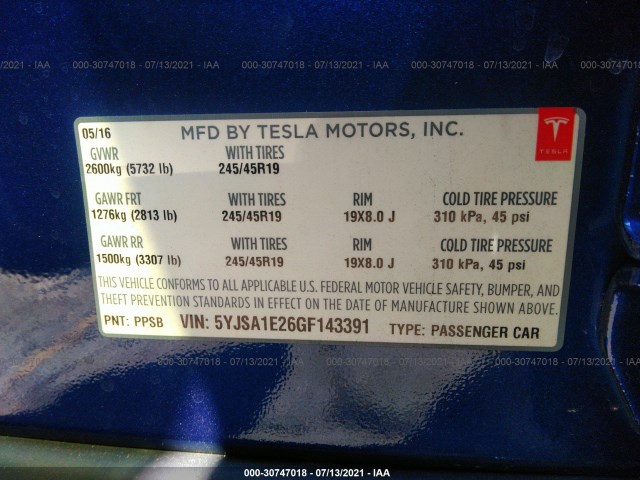 000-30747018 - 07/13/2021 - IAA
05/16 MFD BY TESLA MOTORS, INC.
TESLA
GVWR WITH TIRES
2600kg (5732 lb) 245/45R19
GAWR FRT WITH TIRES RIM COLD TIRE PRESSURE
1276kg (2813 lb) 245/45R19 19X8.0 J 310 kPa, 45 psi
GAWR RR WITH TIRES RIM COLD TIRE PRESSURE
1500kg (3307 lb) 245/45R19 19X8.0 J 310 kPa, 45 psi
THIS VEHICLE CONFORMS TO ALL APPLICABLE U.S. FEDERAL MOTOR VEHICLE SAFETY, BUMPER, AND
THEFT PREVENTION STANDARDS IN EFFECT ON THE DATE OF MANUFACTURE SHOWN ABOVE.
PNT: PPSB VIN: 5YJSA1E26GF143391 TYPE: PASSENGER CAR
000-30747018 - 07/13/2021 - IAA